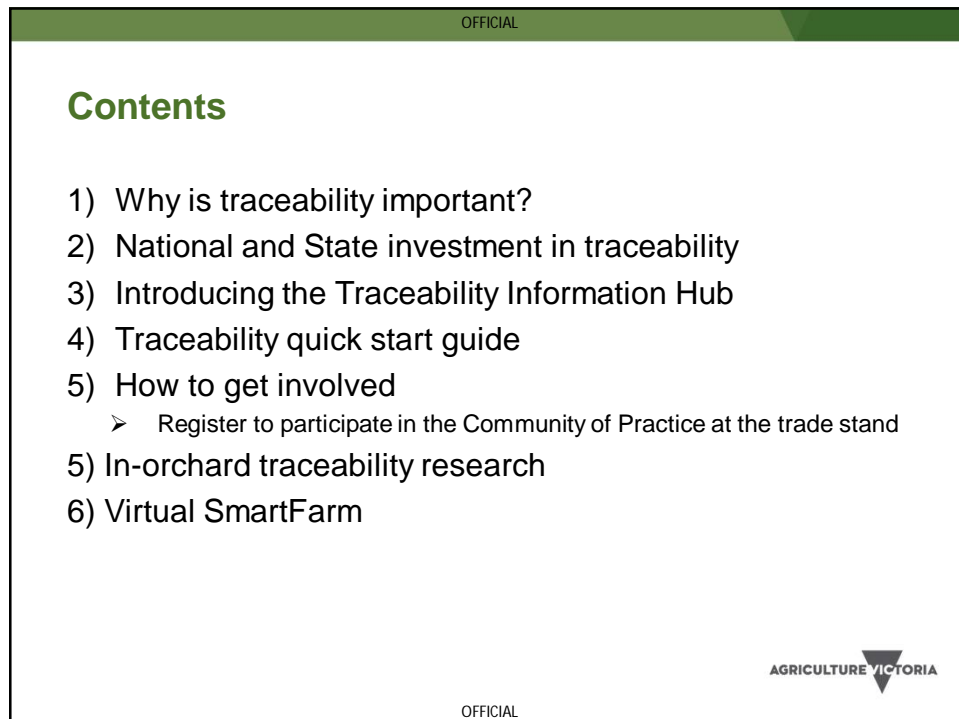 OFFICIAL
Contents
1) Why is traceability important?
2) National and State investment in traceability
3) Introducing the Traceability Information Hub
4) Traceability quick start guide
5) How to get involved
➢ Register to participate in the Community of Practice at the trade stand
5) In-orchard traceability research
6) Virtual SmartFarm
AGRICULTURE VICTORIA
OFFICIAL